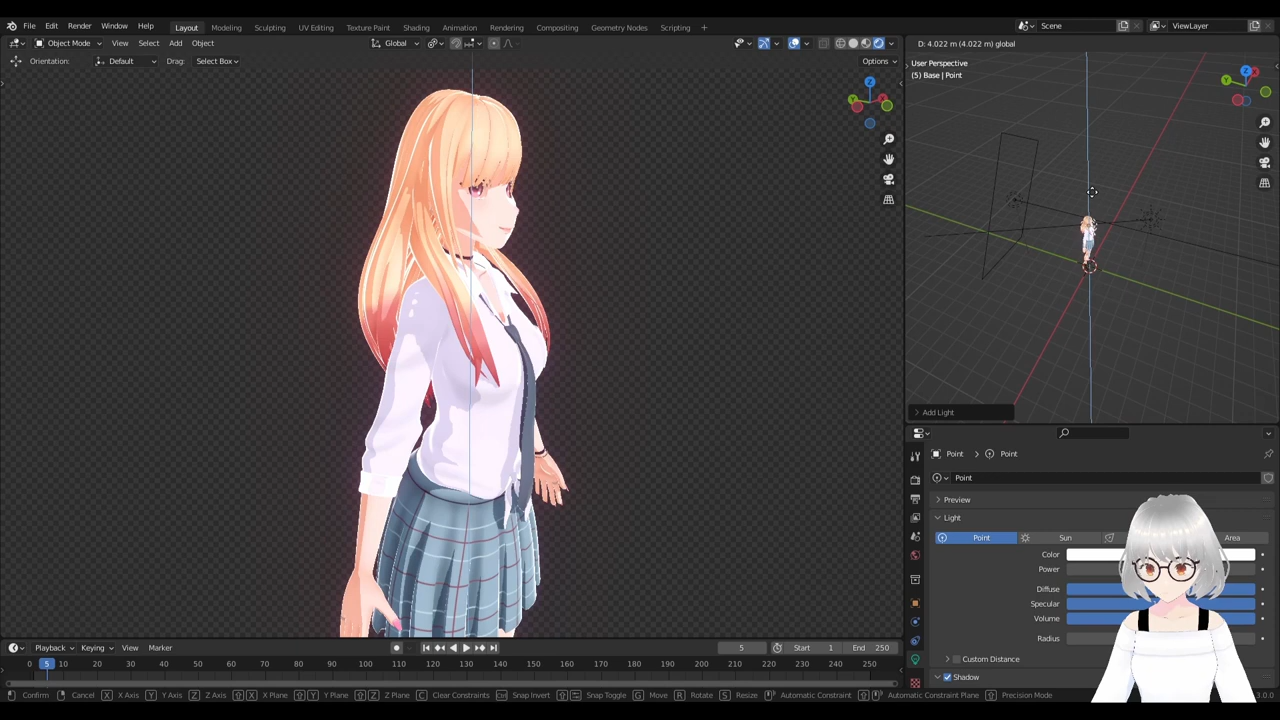 File Edit Render Window Help Layout Modeling Sculpting UV Editing Texture Paint Shading Animation Rendering Compositing Geometry Nodes Scripting + Scene ViewLayer
Object Mode View Select Add Object Global
D: 4.022 m (4.022 m) global
Orientation: Default Drag: Select Box Options
User Perspective
(5) Base | Point
Z
Y
Add Light
Point > Point
Point
Preview
Light
Point Sun Area
Color
Power
Diffuse
Specular
Volume
Radius
Custom Distance
Shadow
Playback Keying View Marker 5 Start 1 End 250
0 5 10 20 30 40 50 60 70 80 90 100 110 120 130 140 150 160 170 180 190 200 210 220 230 240 250
Confirm Cancel X X Axis Y Y Axis Z Z Axis X X Plane Y Y Plane Z Z Plane C Clear Constraints Snap Invert Snap Toggle G Move R Rotate S Resize Automatic Constraint Automatic Constraint Plane Precision Mode 3.0.0